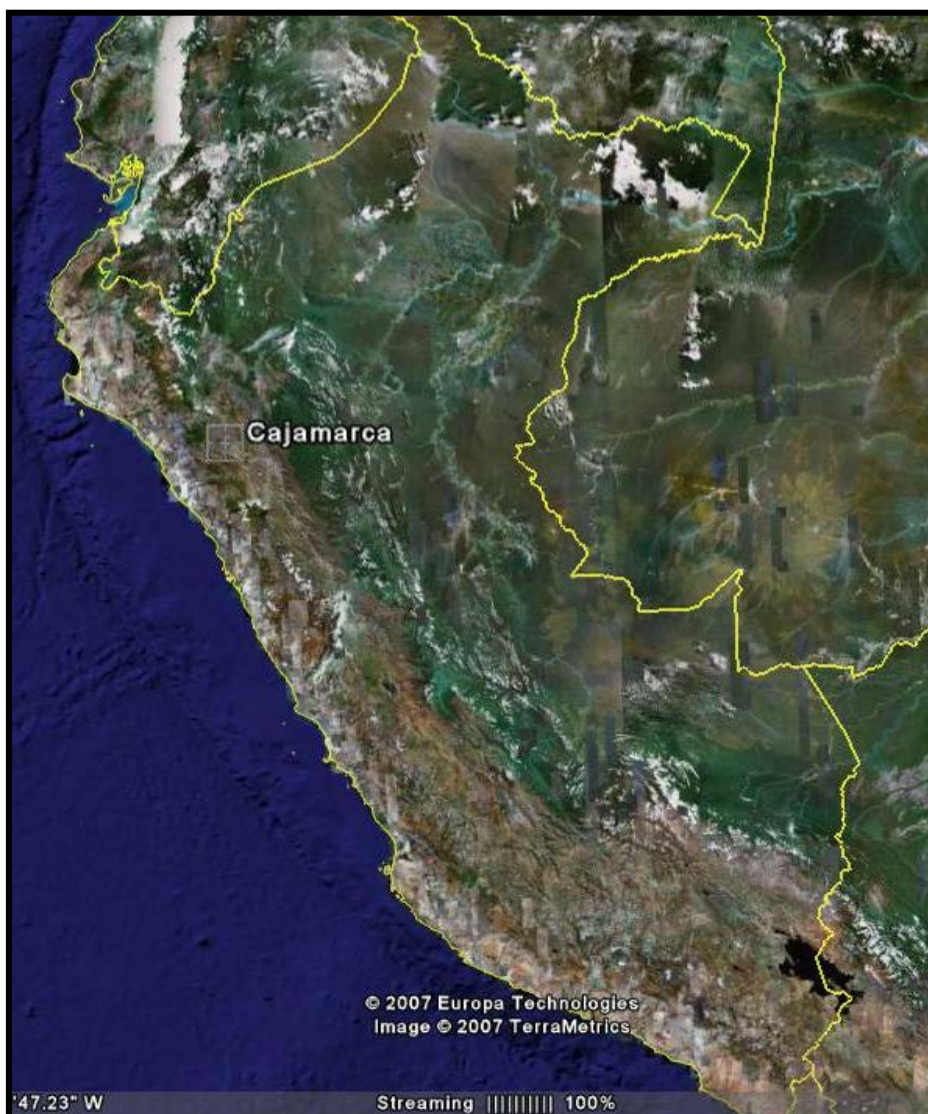 Cajamarca
© 2007 Europa Technologies
Image © 2007 TerraMetrics
'47.23" W Streaming |||||||||| 100%